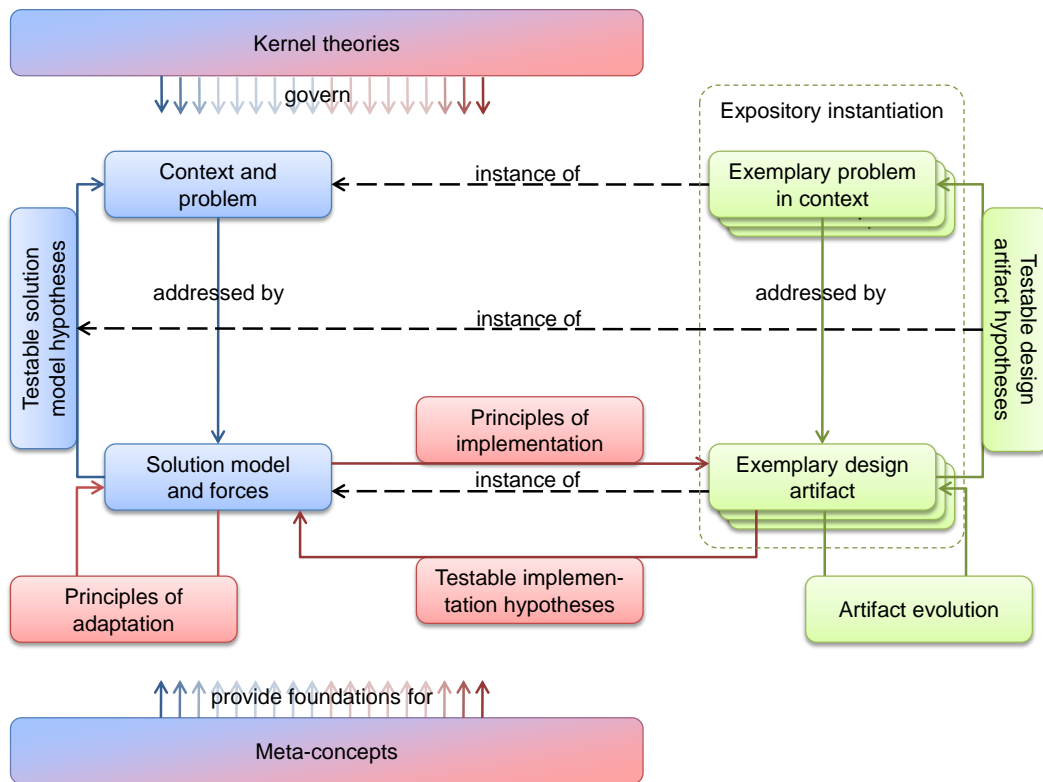 Kernel theories
govern
Expository instantiation
Context and
problem
instance of
Exemplary problem
in context
Testable solution
model hypotheses
addressed by
addressed by
Testable design
artifact hypotheses
instance of
Principles of
implementation
Solution model
and forces
instance of
Exemplary design
artifact
Principles of
adaptation
Testable implemen-
tation hypotheses
Artifact evolution
provide foundations for
Meta-concepts